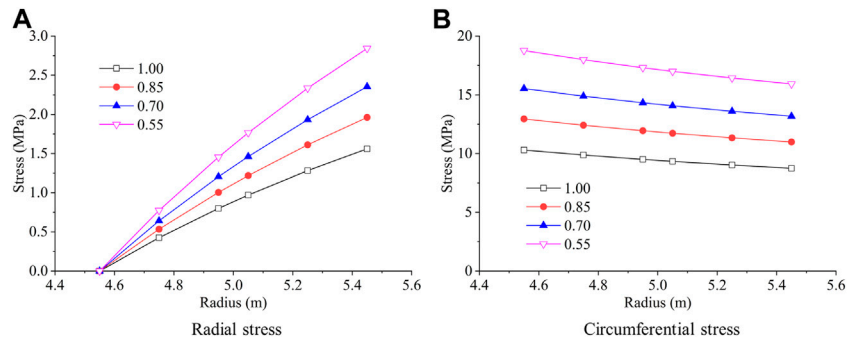 A
3.0
2.5
2.0
1.5
1.0
0.5
0.0
Stress (MPa)
1.00
0.85
0.70
0.55
4.4 4.6 4.8 5.0 5.2 5.4 5.6
Radius (m)
Radial stress
B
20
15
10
5
0
Stress (MPa)
1.00
0.85
0.70
0.55
4.4 4.6 4.8 5.0 5.2 5.4 5.6
Radius (m)
Circumferential stress